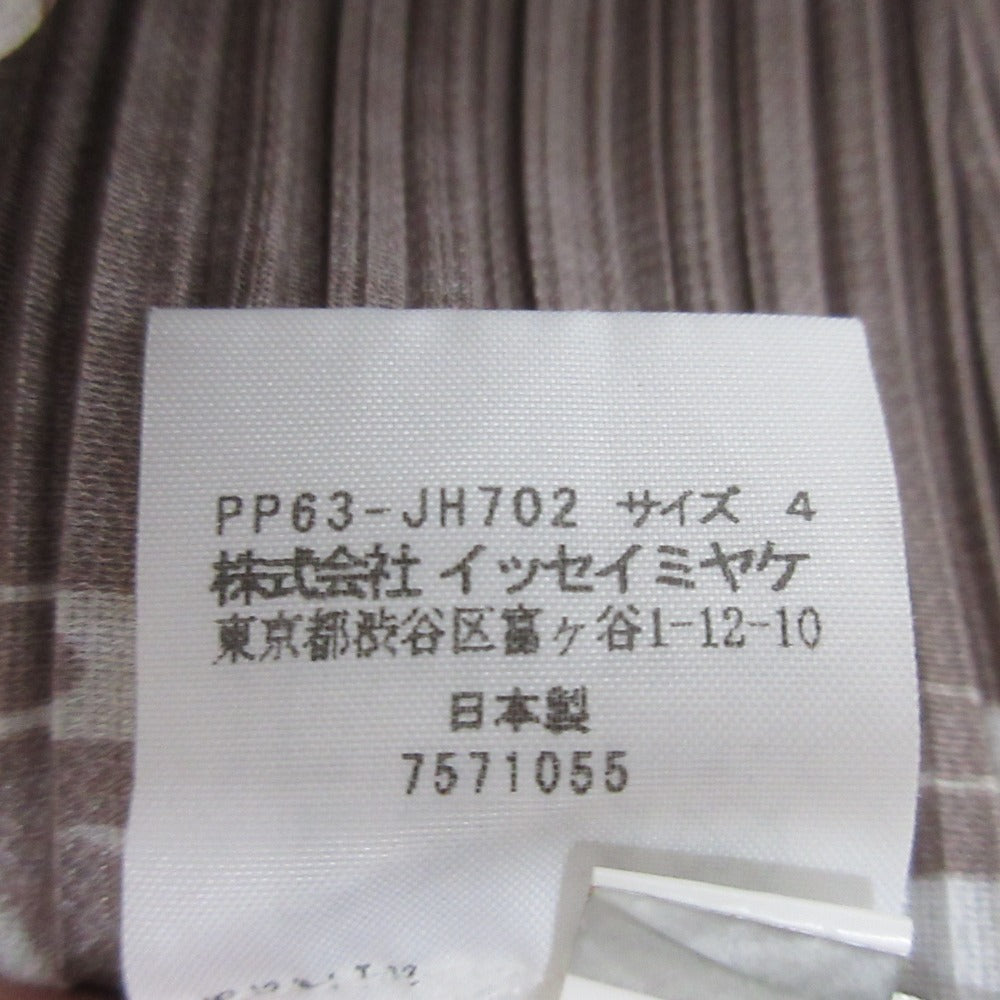 PP63-JH702 サイズ 4
株式会社 イッセイミヤケ
東京都渋谷区富ヶ谷1-12-10
日本製
7571055